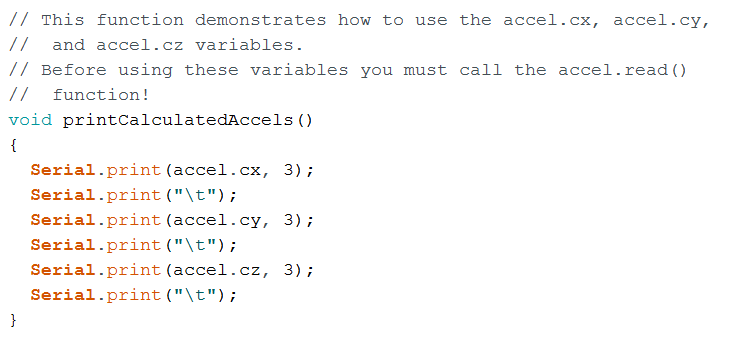 // This function demonstrates how to use the accel.cx, accel.cy,
//  and accel.cz variables.
// Before using these variables you must call the accel.read()
//  function!
void printCalculatedAccels()
{
  Serial.print(accel.cx, 3);
  Serial.print("\t");
  Serial.print(accel.cy, 3);
  Serial.print("\t");
  Serial.print(accel.cz, 3);
  Serial.print("\t");
}